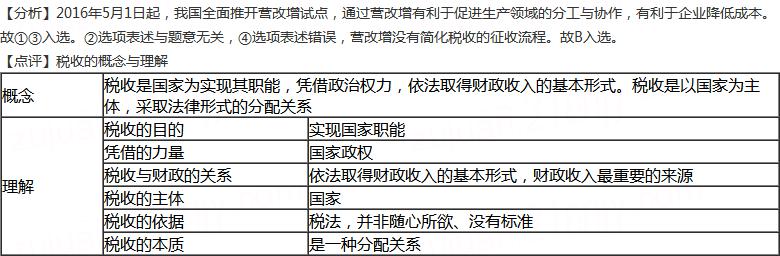 【分析】2016年5月1日起，我国全面推开营改增试点，通过营改增有利于促进生产领域的分工与协作，有利于企业降低成本。
故①③入选。②选项表述与题意无关，④选项表述错误，营改增没有简化税收的征收流程。故B入选。
【点评】税收的概念与理解
概念
税收是国家为实现其职能，凭借政治权力，依法取得财政收入的基本形式。税收是以国家为主
体，采取法律形式的分配关系
理解
税收的目的 实现国家职能
凭借的力量 国家政权
税收与财政的关系 依法取得财政收入的基本形式，财政收入最重要的来源
税收的主体 国家
税收的依据 税法，并非随心所欲、没有标准
税收的本质 是一种分配关系